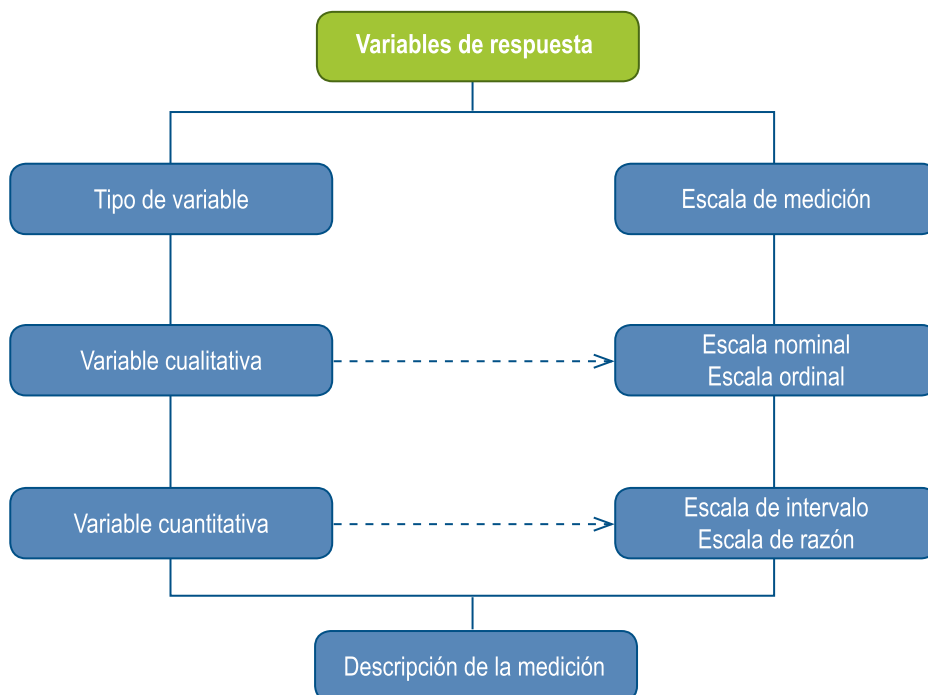 Variables de respuesta
Tipo de variable
Escala de medición
Variable cualitativa
Escala nominal
Escala ordinal
Variable cuantitativa
Escala de intervalo
Escala de razón
Descripción de la medición